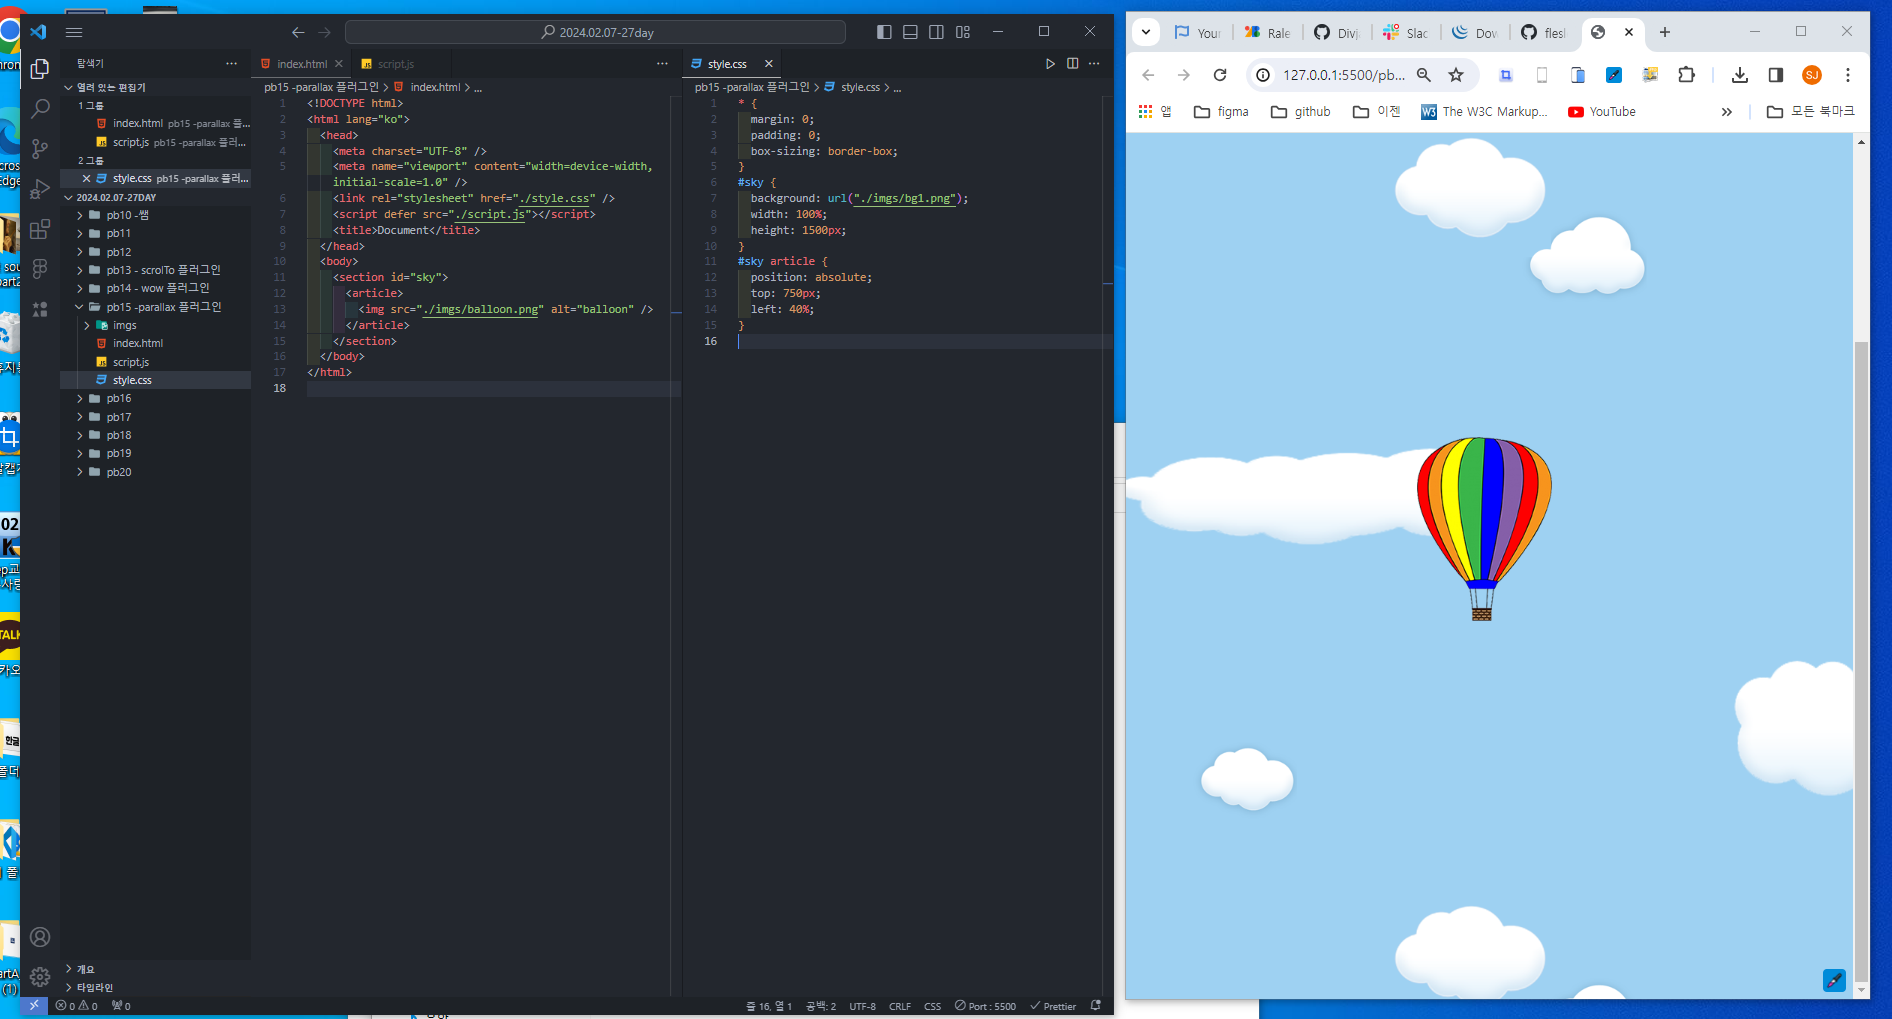 2024.02.07-27day
탐색기
열려 있는 편집기
1 그룹
index.html pb15 -parallax 플...
script.js pb15 -parallax 플러...
2 그룹
style.css pb15 -parallax 플러...
2024.02.07-27DAY
pb10 -쌤
pb11
pb12
pb13 - scrolTo 플러그인
pb14 - wow 플러그인
pb15 -parallax 플러그인
imgs
index.html
script.js
style.css
pb16
pb17
pb18
pb19
pb20
개요
타임라인
index.html
script.js
pb15 -parallax 플러그인 > index.html > ...
1 <!DOCTYPE html>
2 <html lang="ko">
3 <head>
4 <meta charset="UTF-8" />
5 <meta name="viewport" content="width=device-width,
initial-scale=1.0" />
6 <link rel="stylesheet" href="./style.css" />
7 <script defer src="./script.js"></script>
8 <title>Document</title>
9 </head>
10 <body>
11 <section id="sky">
12 <article>
13 <img src="./imgs/balloon.png" alt="balloon" />
14 </article>
15 </section>
16 </body>
17 </html>
18
style.css
pb15 -parallax 플러그인 > style.css > ...
1 * {
2 margin: 0;
3 padding: 0;
4 box-sizing: border-box;
5 }
6 #sky {
7 background: url("./imgs/bg1.png");
8 width: 100%;
9 height: 1500px;
10 }
11 #sky article {
12 position: absolute;
13 top: 750px;
14 left: 40%;
15 }
16
0 0 0
줄 16, 열 1 공백: 2 UTF-8 CRLF CSS Port : 5500 Prettier
Your
Rale
Divj
Slac
Dow
fles
127.0.0.1:5500/pb...
SJ
앱 figma github 이젠 The W3C Markup... YouTube » 모든 북마크